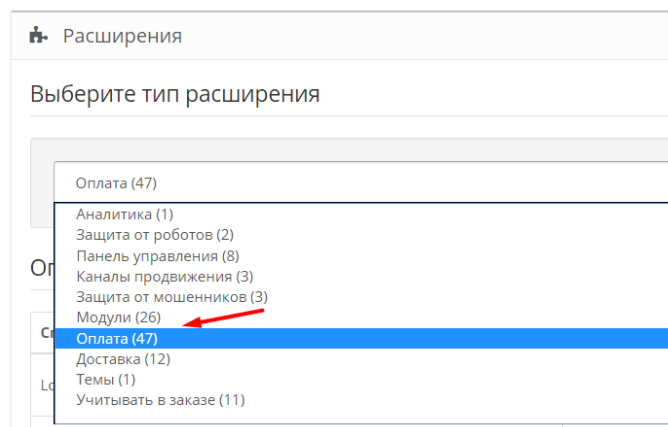 Расширения
Выберите тип расширения
Оплата (47)
Аналитика (1)
Защита от роботов (2)
Панель управления (8)
Каналы продвижения (3)
Защита от мошенников (3)
Модули (26)
Оплата (47)
Доставка (12)
Темы (1)
Учитывать в заказе (11)